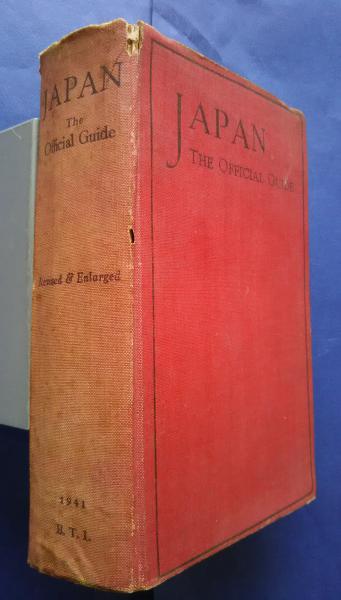 JAPAN
The
Official Guide
Revised & Enlarged
1941
B. T. I.
JAPAN
THE OFFICIAL GUIDE